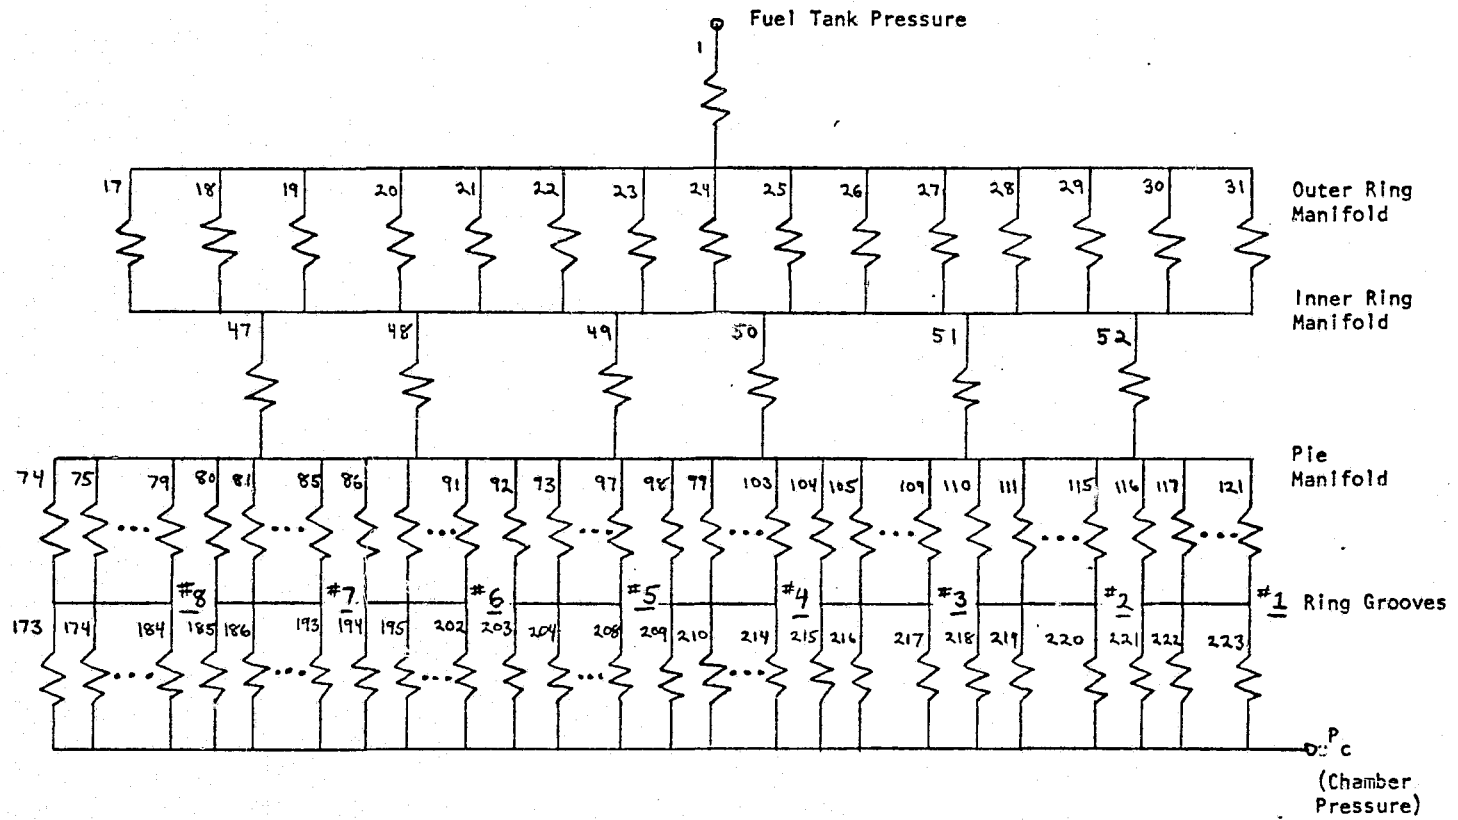 Fuel Tank Pressure
1
17 18 19 20 21 22 23 24 25 26 27 28 29 30 31
Outer Ring
Manifold
Inner Ring
Manifold
47 48 49 50 51 52
Pie
Manifold
74 75 79 80 81 85 86 91 92 93 97 98 99 103 104 105 109 110 111 115 116 117 121
#8 #7 #6 #5 #4 #3 #2 #1 Ring Grooves
173 174 184 185 186 193 194 195 202 203 204 208 209 210 214 215 216 217 218 219 220 221 222 223
Pc
(Chamber
Pressure)